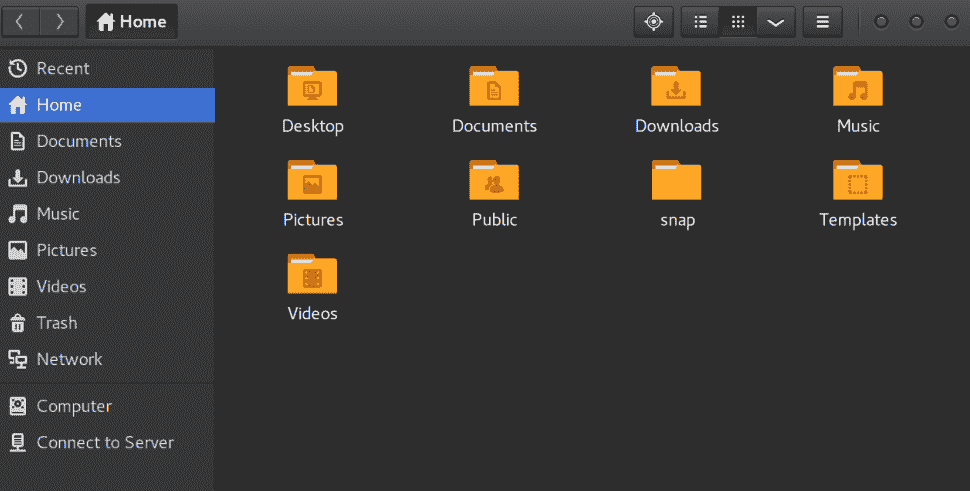 Home
Recent
Home
Documents
Downloads
Music
Pictures
Videos
Trash
Network
Computer
Connect to Server
Desktop Documents Downloads Music
Pictures Public snap Templates
Videos